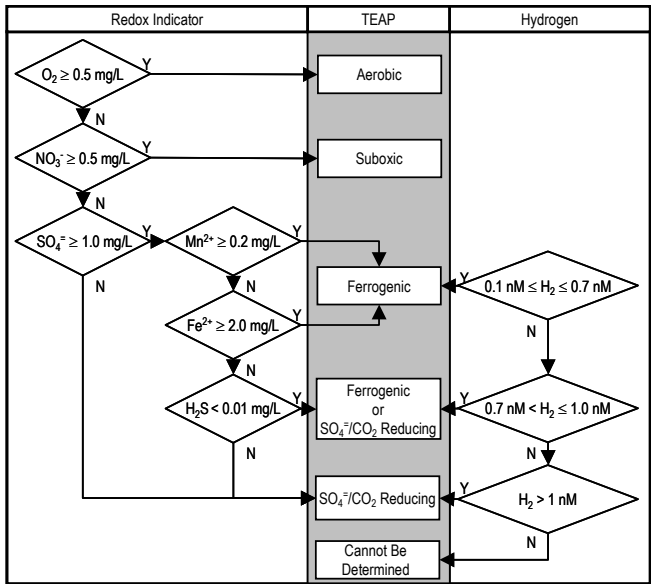 Redox Indicator
TEAP
Hydrogen
O₂ ≥ 0.5 mg/L
Y
Aerobic
N
NO₃⁻ ≥ 0.5 mg/L
Y
Suboxic
N
SO₄⁼ ≥ 1.0 mg/L
Y
Mn²⁺ ≥ 0.2 mg/L
Y
N
N
Ferrogenic
Y
0.1 nM ≤ H₂ ≤ 0.7 nM
Fe²⁺ ≥ 2.0 mg/L
Y
N
N
H₂S < 0.01 mg/L
Y
Ferrogenic
or
SO₄⁼/CO₂ Reducing
Y
0.7 nM < H₂ ≤ 1.0 nM
N
N
SO₄⁼/CO₂ Reducing
Y
H₂ > 1 nM
N
Cannot Be
Determined